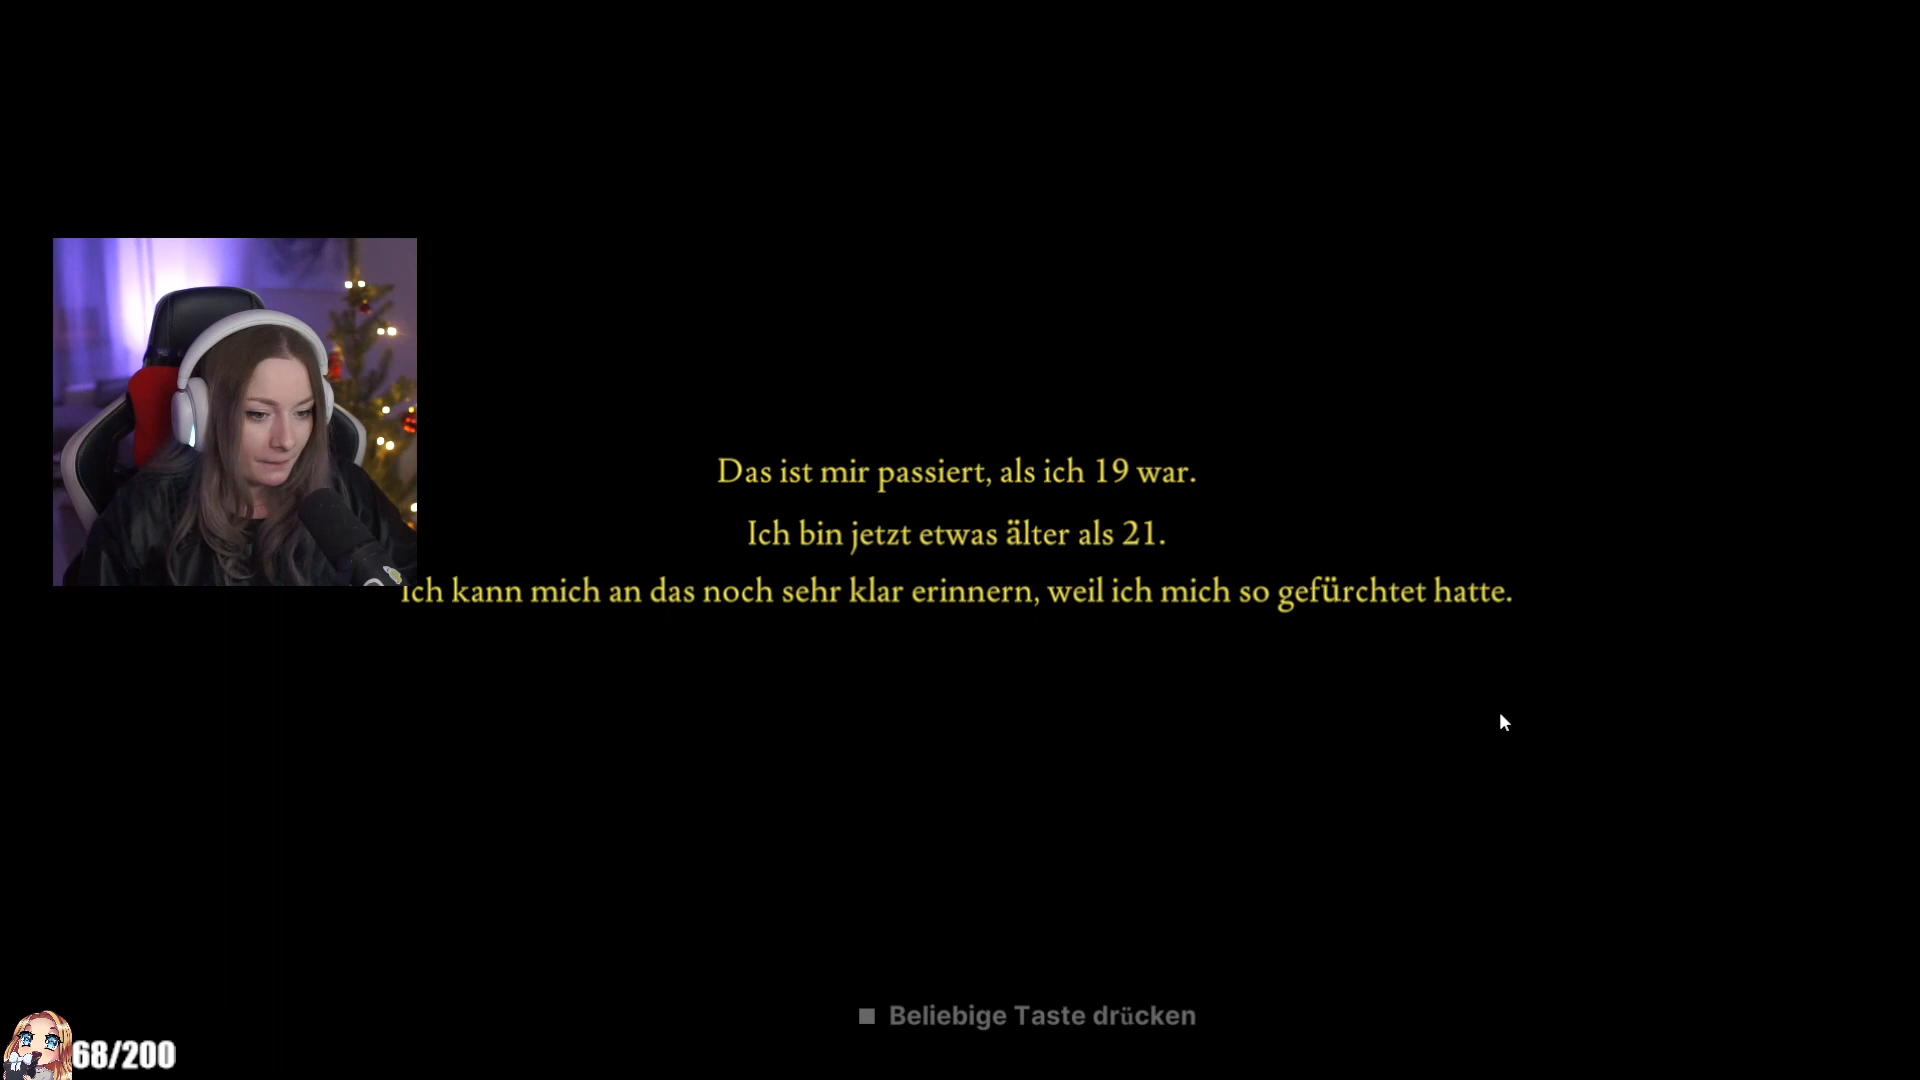 Das ist mir passiert, als ich 19 war.
Ich bin jetzt etwas älter als 21.
Ich kann mich an das noch sehr klar erinnern, weil ich mich so gefürchtet hatte.
Beliebige Taste drücken
68/200